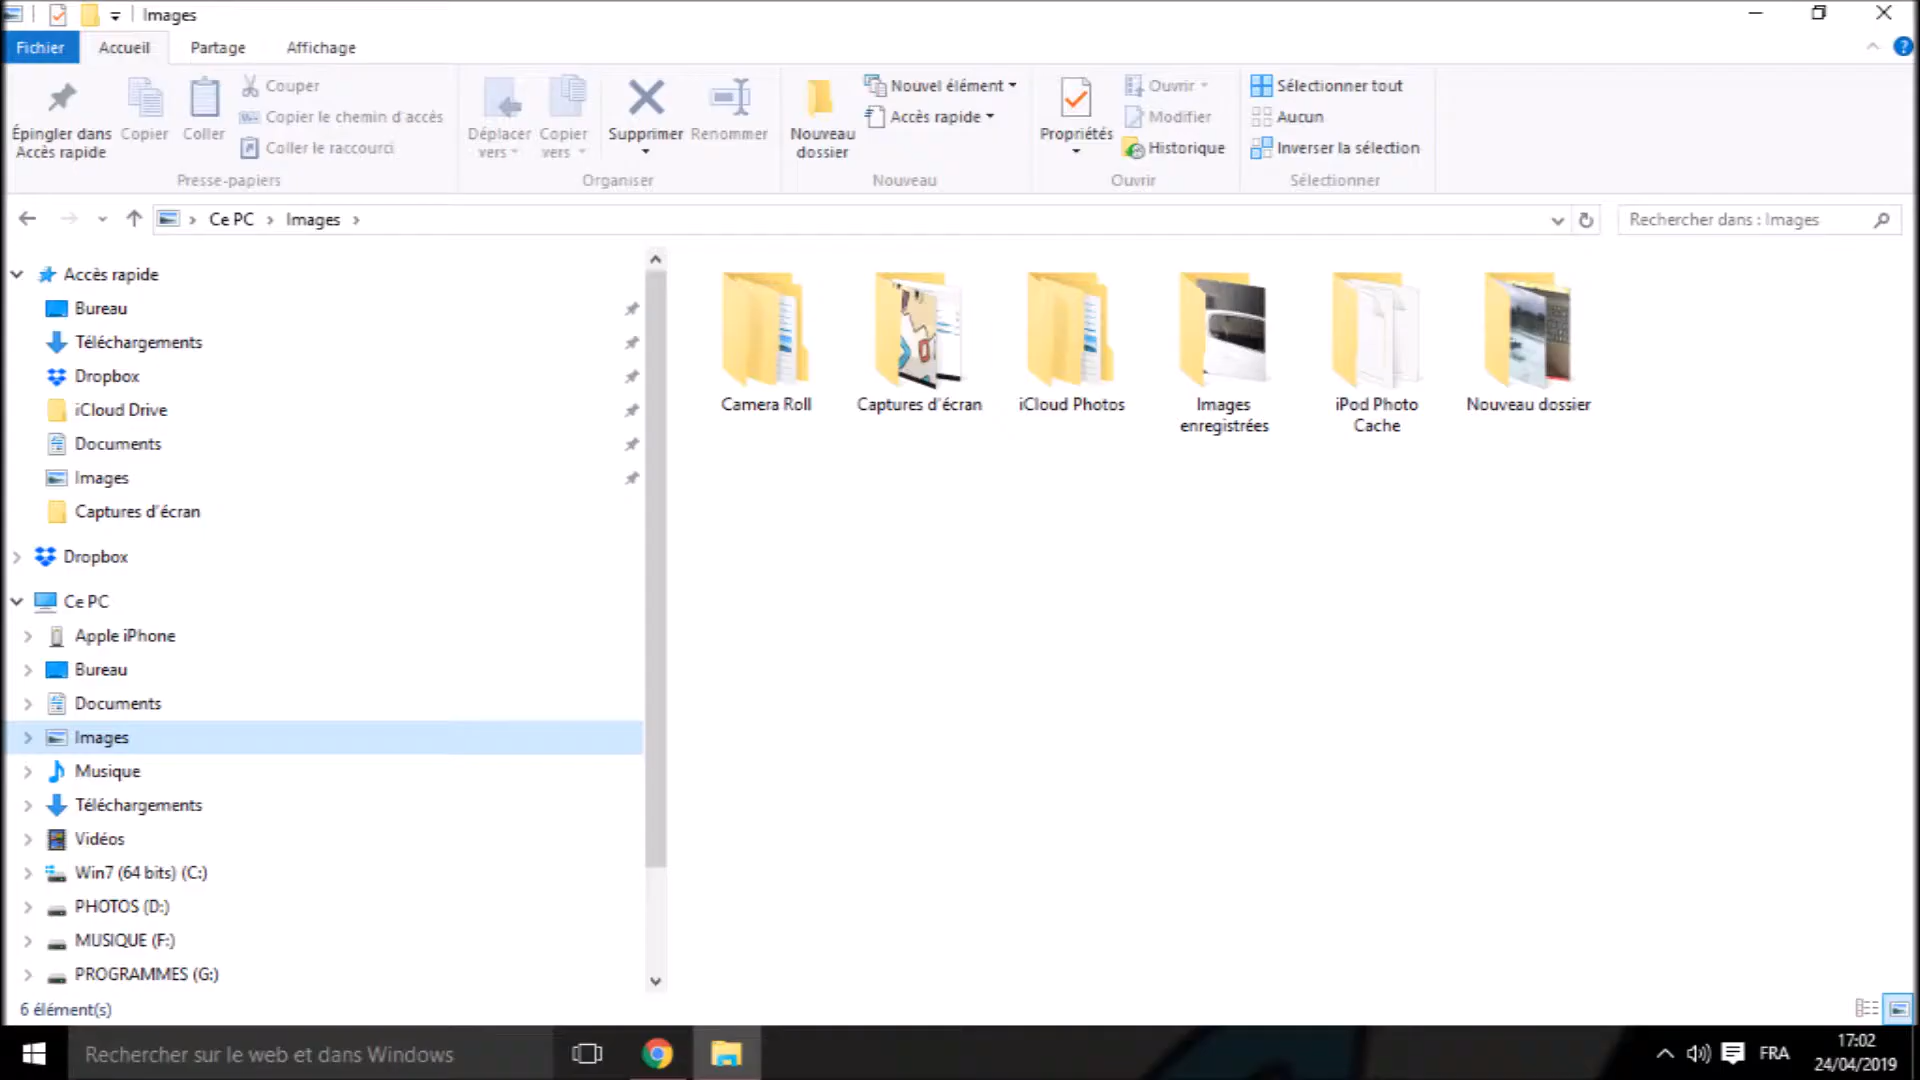 Images
Fichier
Accueil
Partage
Affichage
Épingler dans
Accès rapide
Copier
Coller
Couper
Copier le chemin d'accès
Coller le raccourci
Presse-papiers
Déplacer
vers
Copier
vers
Supprimer
Renommer
Organiser
Nouveau
dossier
Nouvel élément
Accès rapide
Nouveau
Propriétés
Ouvrir
Modifier
Historique
Ouvrir
Sélectionner tout
Aucun
Inverser la sélection
Sélectionner
Ce PC > Images >
Rechercher dans : Images
Accès rapide
Bureau
Téléchargements
Dropbox
iCloud Drive
Documents
Images
Captures d'écran
Dropbox
Ce PC
Apple iPhone
Bureau
Documents
Images
Musique
Téléchargements
Vidéos
Win7 (64 bits) (C:)
PHOTOS (D:)
MUSIQUE (F:)
PROGRAMMES (G:)
Camera Roll
Captures d'écran
iCloud Photos
Images
enregistrées
iPod Photo
Cache
Nouveau dossier
6 élément(s)
Rechercher sur le web et dans Windows
FRA
17:02
24/04/2019